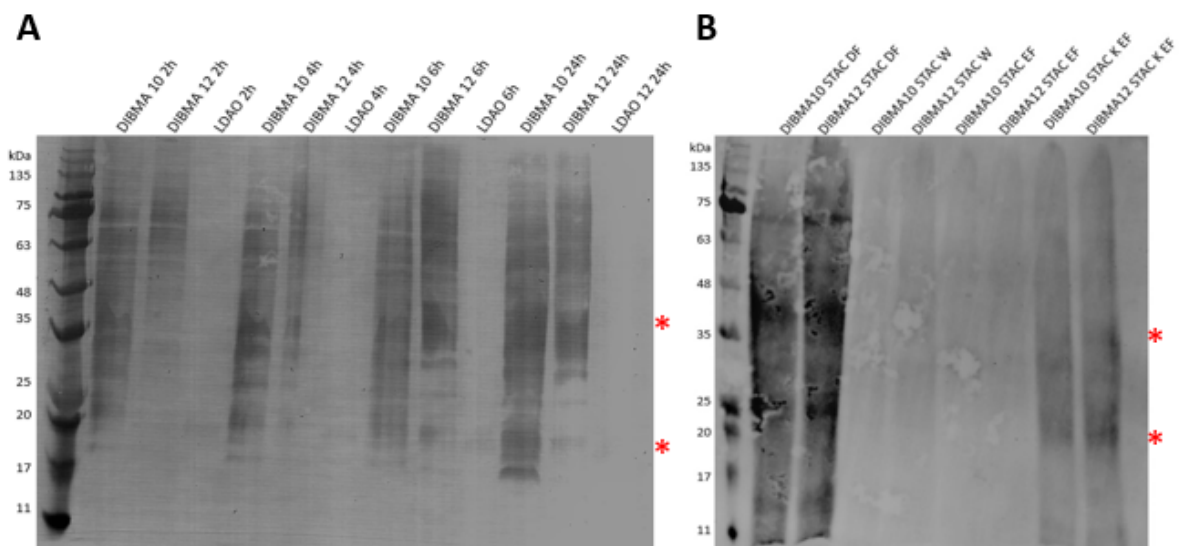 A
DIBMA 10 2h
DIBMA 12 2h
LDAO 2h
DIBMA 10 4h
DIBMA 12 4h
LDAO 4h
DIBMA 10 6h
DIBMA 12 6h
LDAO 6h
DIBMA 10 24h
DIBMA 12 24h
LDAO 12 24h
kDa
135
75
63
48
35
25
20
17
11
*
*
B
DIBMA10 STAC DF
DIBMA12 STAC DF
DIBMA10 STAC W
DIBMA12 STAC W
DIBMA10 STAC EF
DIBMA12 STAC EF
DIBMA10 STAC K EF
DIBMA12 STAC K EF
kDa
135
75
63
48
35
25
20
17
11
*
*